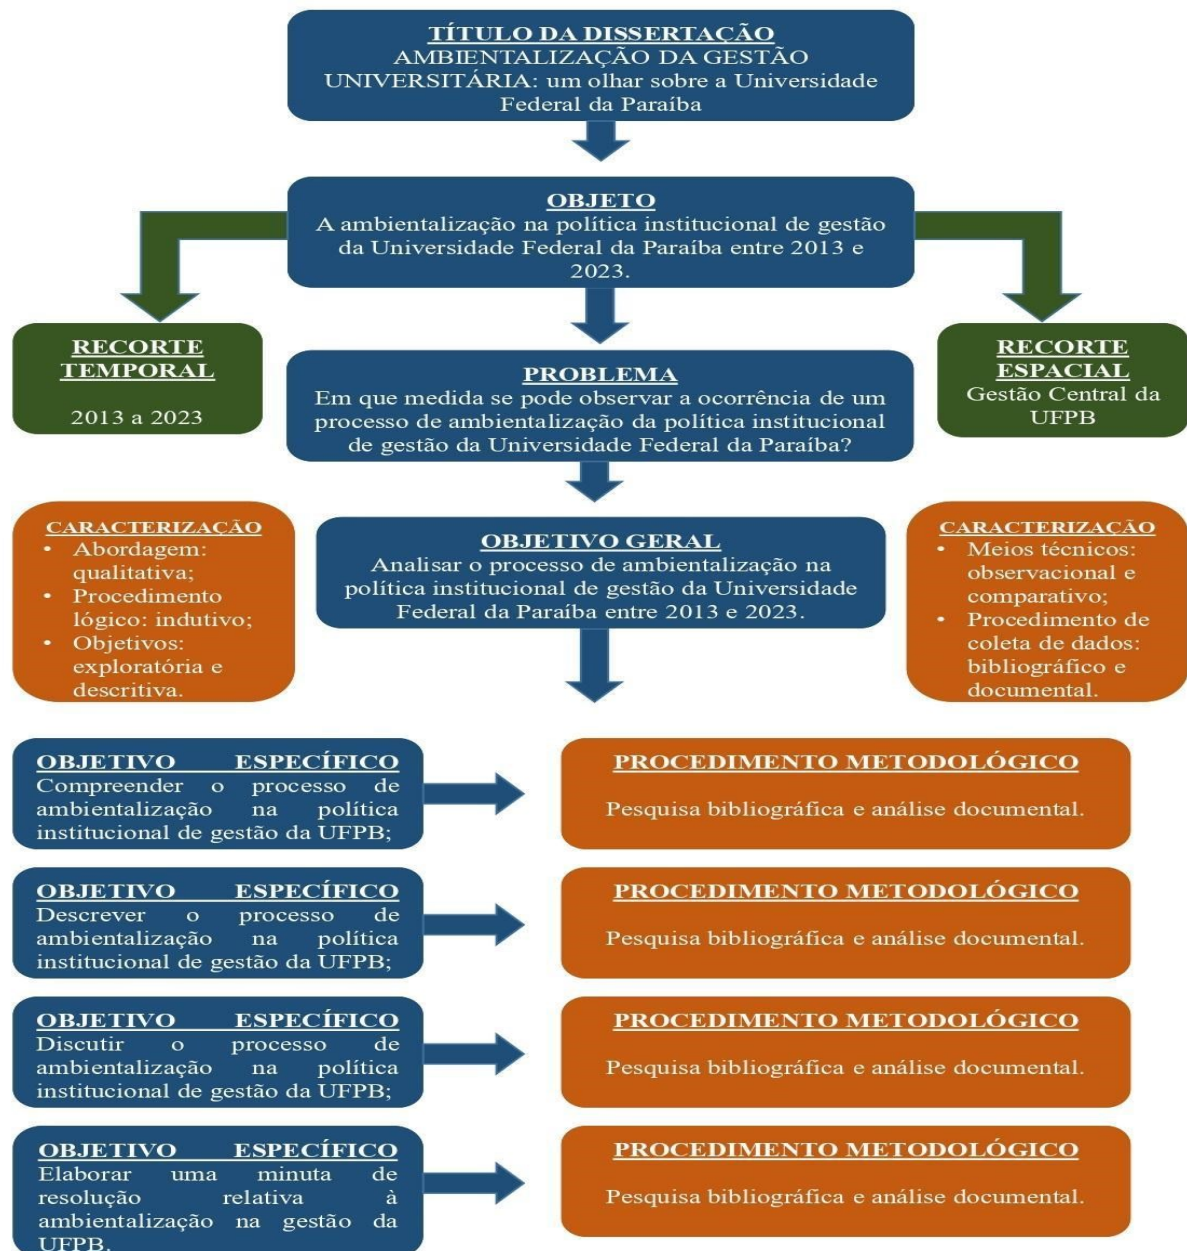 TÍTULO DA DISSERTAÇÃO
AMBIENTALIZAÇÃO DA GESTÃO
UNIVERSITÁRIA: um olhar sobre a Universidade
Federal da Paraíba
OBJETO
A ambientalização na política institucional de gestão
da Universidade Federal da Paraíba entre 2013 e
2023.
RECORTE
TEMPORAL
2013 a 2023
PROBLEMA
Em que medida se pode observar a ocorrência de um
processo de ambientalização da política institucional
de gestão da Universidade Federal da Paraíba?
RECORTE
ESPACIAL
Gestão Central da
UFPB
CARACTERIZAÇÃO
• Abordagem:
qualitativa;
• Procedimento
lógico: indutivo;
• Objetivos:
exploratória e
descritiva.
OBJETIVO GERAL
Analisar o processo de ambientalização na
política institucional de gestão da Universidade
Federal da Paraíba entre 2013 e 2023.
CARACTERIZAÇÃO
• Meios técnicos:
observacional e
comparativo;
• Procedimento de
coleta de dados:
bibliográfico e
documental.
OBJETIVO ESPECÍFICO
Compreender o processo de
ambientalização na política
institucional de gestão da UFPB;
PROCEDIMENTO METODOLÓGICO
Pesquisa bibliográfica e análise documental.
OBJETIVO ESPECÍFICO
Descrever o processo de
ambientalização na política
institucional de gestão da UFPB;
PROCEDIMENTO METODOLÓGICO
Pesquisa bibliográfica e análise documental.
OBJETIVO ESPECÍFICO
Discutir o processo de
ambientalização na política
institucional de gestão da UFPB;
PROCEDIMENTO METODOLÓGICO
Pesquisa bibliográfica e análise documental.
OBJETIVO ESPECÍFICO
Elaborar uma minuta de
resolução relativa à
ambientalização na gestão da
UFPB.
PROCEDIMENTO METODOLÓGICO
Pesquisa bibliográfica e análise documental.